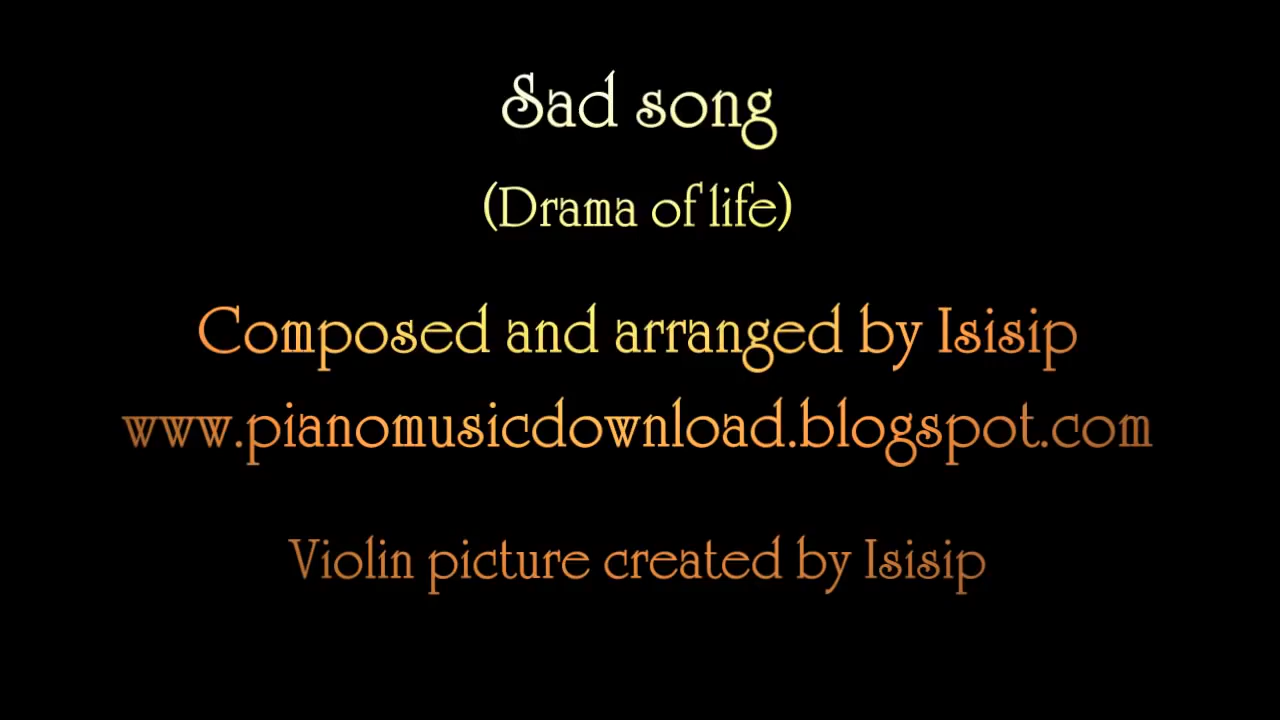 Sad song
(Drama of life)
Composed and arranged by Isisip
www.pianomusicdownload.blogspot.com
Violin picture created by Isisip